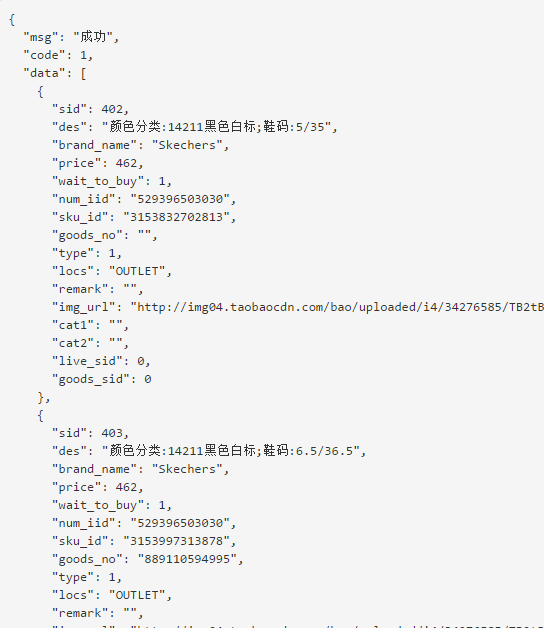 {
"msg": "成功",
"code": 1,
"data": [
{
"sid": 402,
"des": "颜色分类:14211黑色白标;鞋码:5/35",
"brand_name": "Skechers",
"price": 462,
"wait_to_buy": 1,
"num_iid": "529396503030",
"sku_id": "3153832702813",
"goods_no": "",
"type": 1,
"locs": "OUTLET",
"remark": "",
"img_url": "http://img04.taobaocdn.com/bao/uploaded/i4/34276585/TB2tB
"cat1": "",
"cat2": "",
"live_sid": 0,
"goods_sid": 0
},
{
"sid": 403,
"des": "颜色分类:14211黑色白标;鞋码:6.5/36.5",
"brand_name": "Skechers",
"price": 462,
"wait_to_buy": 1,
"num_iid": "529396503030",
"sku_id": "3153997313878",
"goods_no": "889110594995",
"type": 1,
"locs": "OUTLET",
"remark": "",